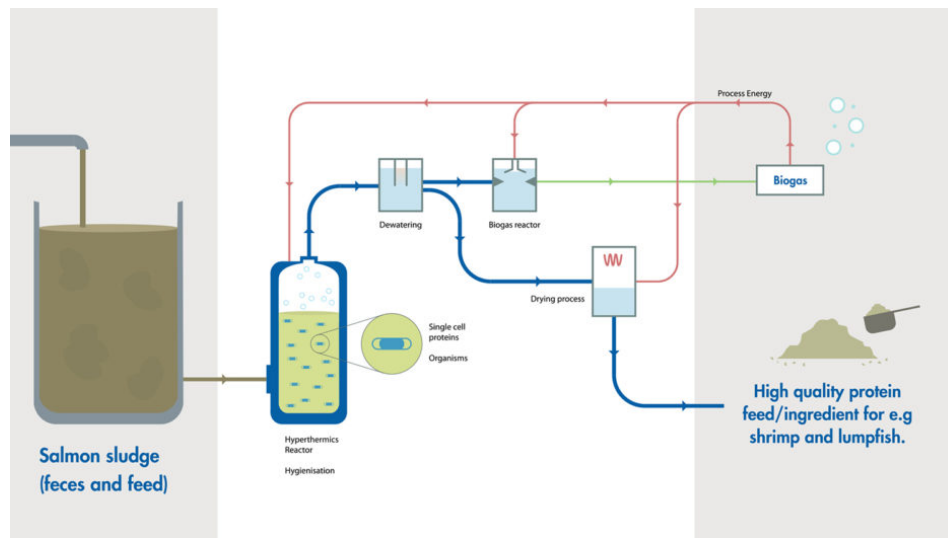 Process Energy
Biogas
Dewatering
Biogas reactor
Drying process
Single cell
proteins
Organisms
Salmon sludge
(feces and feed)
Hyperthermics
Reactor
Hygienisation
High quality protein
feed/ingredient for e.g
shrimp and lumpfish.